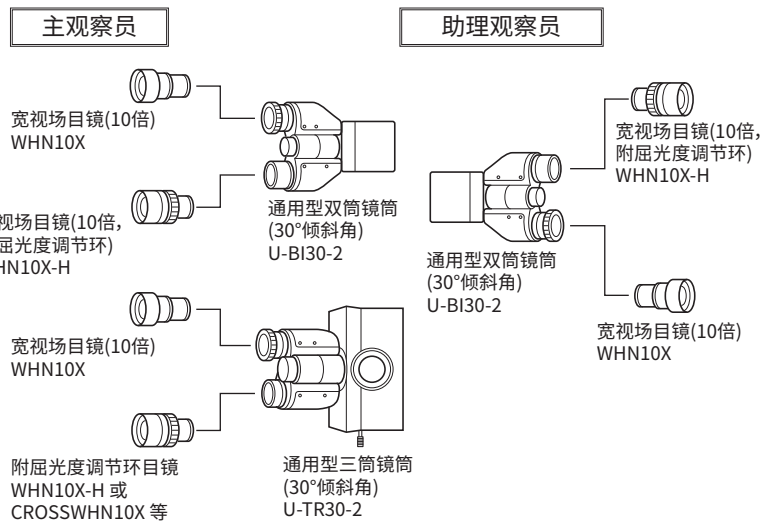 主观察员
助理观察员
宽视场目镜(10倍)
WHN10X
视场目镜(10倍,
屈光度调节环)
HN10X-H
通用型双筒镜筒
(30°倾斜角)
U-BI30-2
宽视场目镜(10倍)
WHN10X
附屈光度调节环目镜
WHN10X-H 或
CROSSWHN10X 等
通用型三筒镜筒
(30°倾斜角)
U-TR30-2
宽视场目镜(10倍,
附屈光度调节环)
WHN10X-H
通用型双筒镜筒
(30°倾斜角)
U-BI30-2
宽视场目镜(10倍)
WHN10X